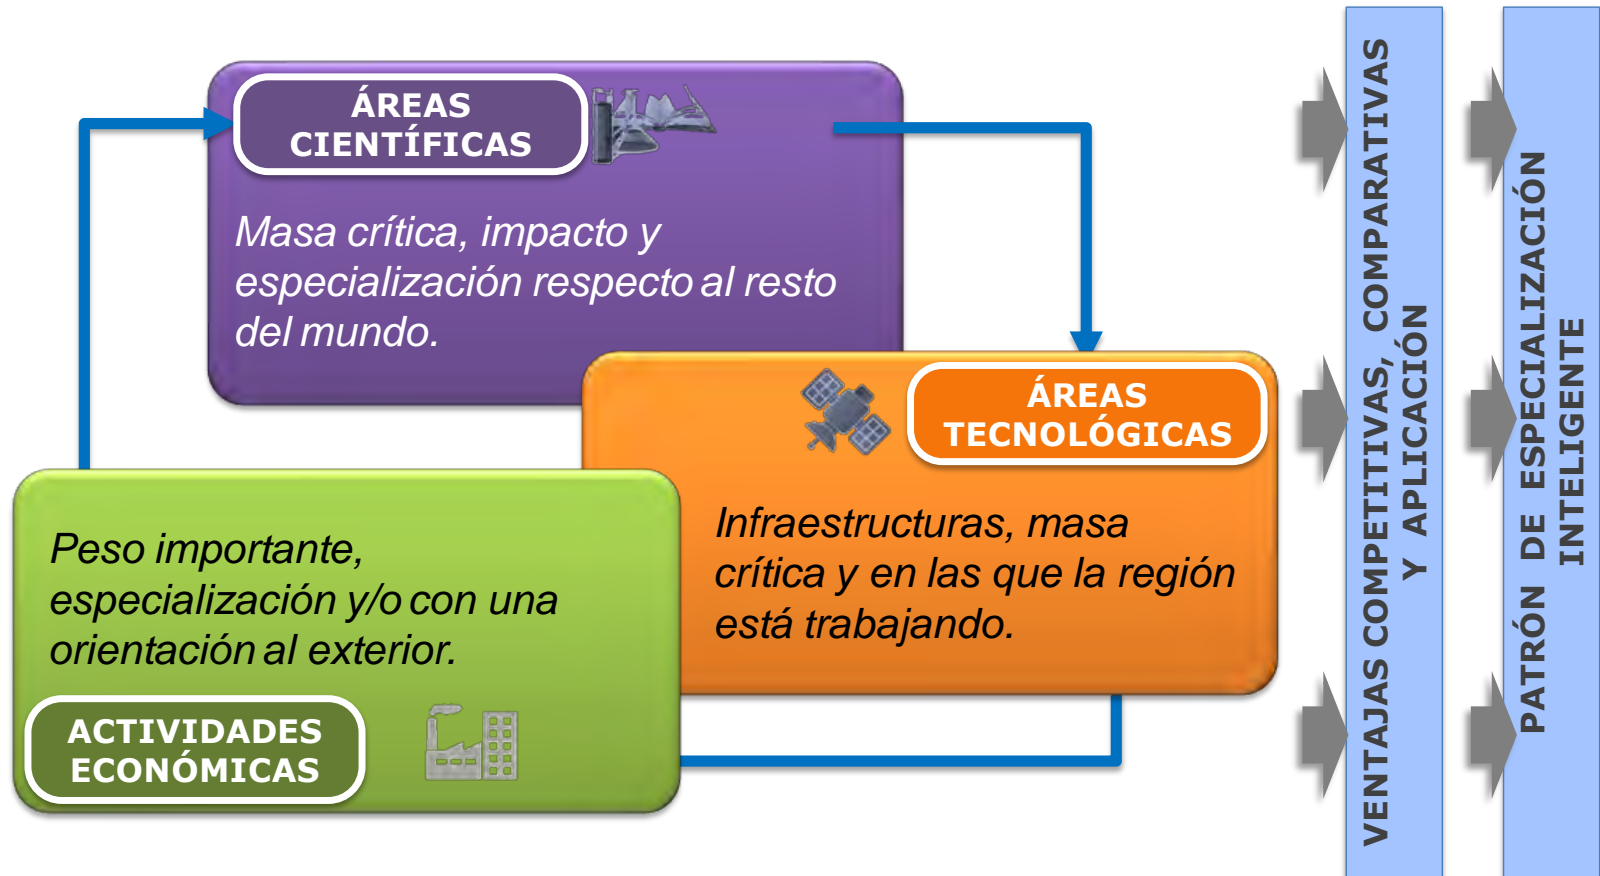 ÁREAS
CIENTÍFICAS
Masa crítica, impacto y
especialización respecto al resto
del mundo.
ÁREAS
TECNOLÓGICAS
Infraestructuras, masa
crítica y en las que la región
está trabajando.
Peso importante,
especialización y/o con una
orientación al exterior.
ACTIVIDADES
ECONÓMICAS
VENTAJAS COMPETITIVAS, COMPARATIVAS
Y APLICACIÓN
PATRÓN DE ESPECIALIZACIÓN
INTELIGENTE